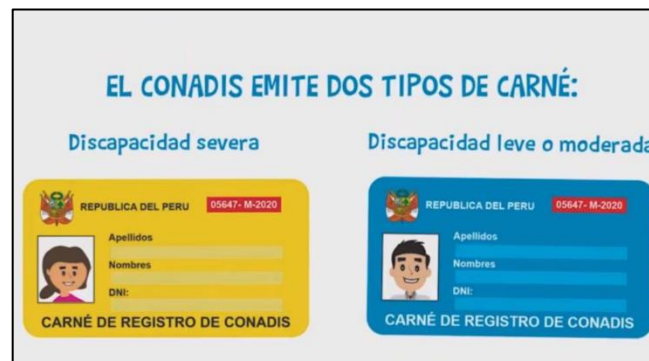 EL CONADIS EMITE DOS TIPOS DE CARNÉ:
Discapacidad severa
Discapacidad leve o moderada
REPUBLICA DEL PERU
05647- M-2020
Apellidos
Nombres
DNI:
CARNÉ DE REGISTRO DE CONADIS
REPUBLICA DEL PERU
05647- M-2020
Apellidos
Nombres
DNI:
CARNÉ DE REGISTRO DE CONADIS